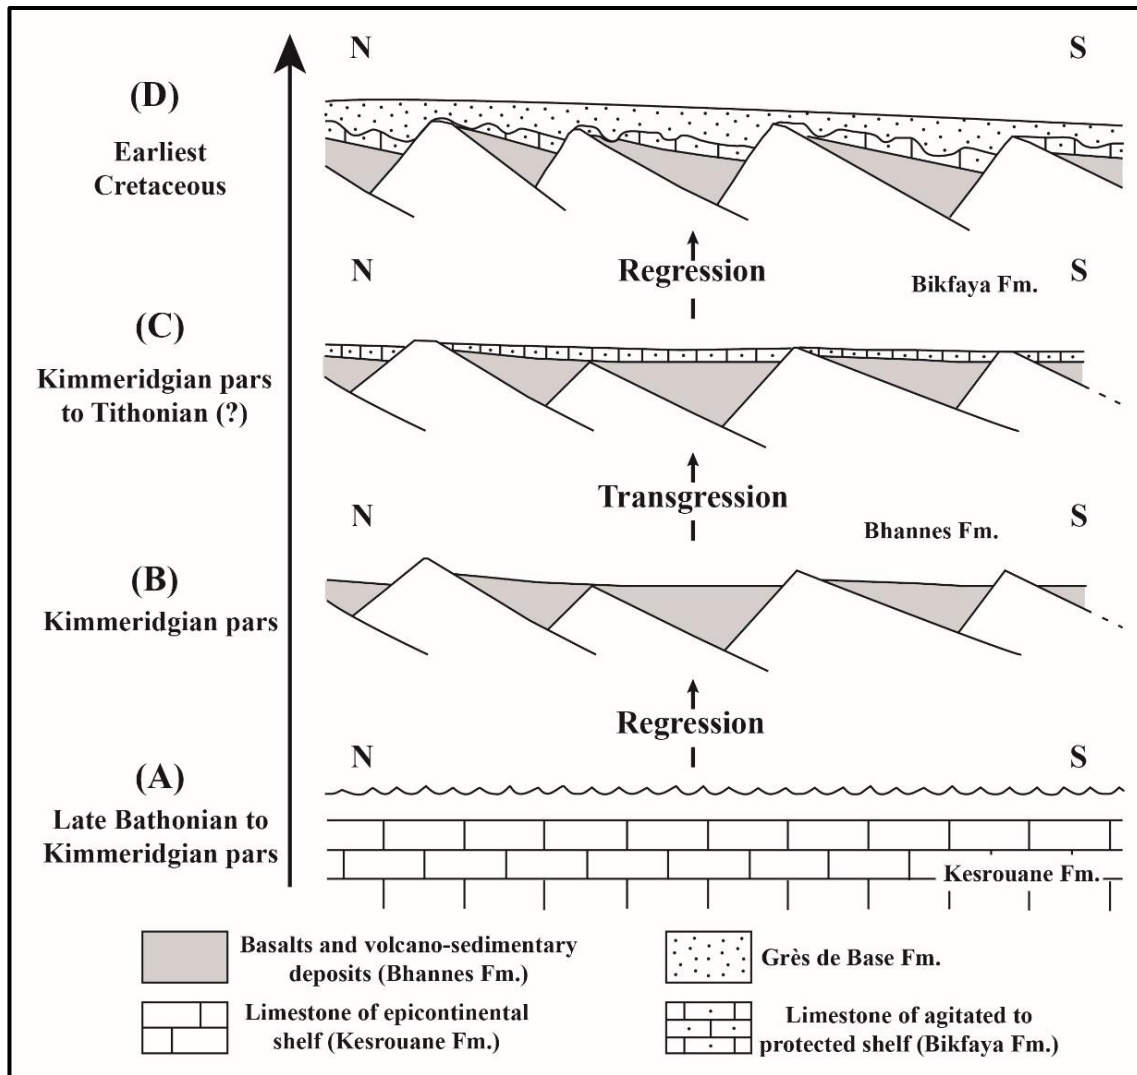 N S
(D)
Earliest
Cretaceous
Regression
N S
Bikfaya Fm.
(C)
Kimmeridgian pars
to Tithonian (?)
Transgression
N S
Bhannes Fm.
(B)
Kimmeridgian pars
Regression
N S
(A)
Late Bathonian to
Kimmeridgian pars
Kesrouane Fm.
Basalts and volcano-sedimentary
deposits (Bhannes Fm.)
Grès de Base Fm.
Limestone of epicontinental
shelf (Kesrouane Fm.)
Limestone of agitated to
protected shelf (Bikfaya Fm.)